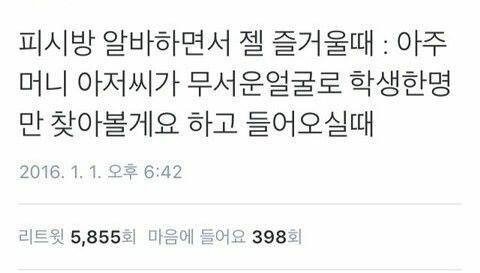 피시방 알바하면서 젤 즐거울때 : 아주
머니 아저씨가 무서운얼굴로 학생한명
만 찾아볼게요 하고 들어오실때
2016. 1. 1. 오후 6:42
리트윗 5,855회 마음에 들어요 398회